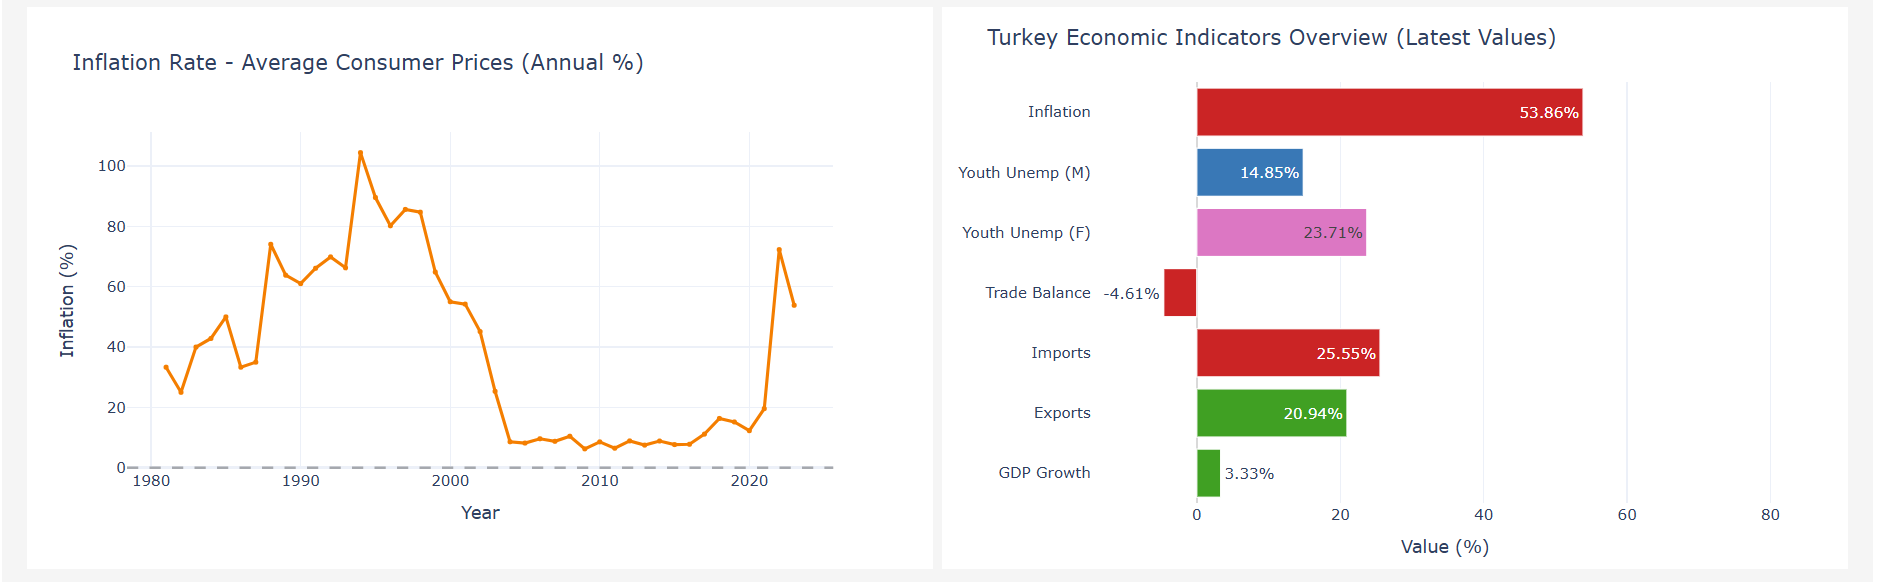 Inflation Rate - Average Consumer Prices (Annual %)
Inflation (%)
100
80
60
40
20
0
1980 1990 2000 2010 2020
Year
Turkey Economic Indicators Overview (Latest Values)
Inflation 53.86%
Youth Unemp (M) 14.85%
Youth Unemp (F) 23.71%
Trade Balance -4.61%
Imports 25.55%
Exports 20.94%
GDP Growth 3.33%
0 20 40 60 80
Value (%)